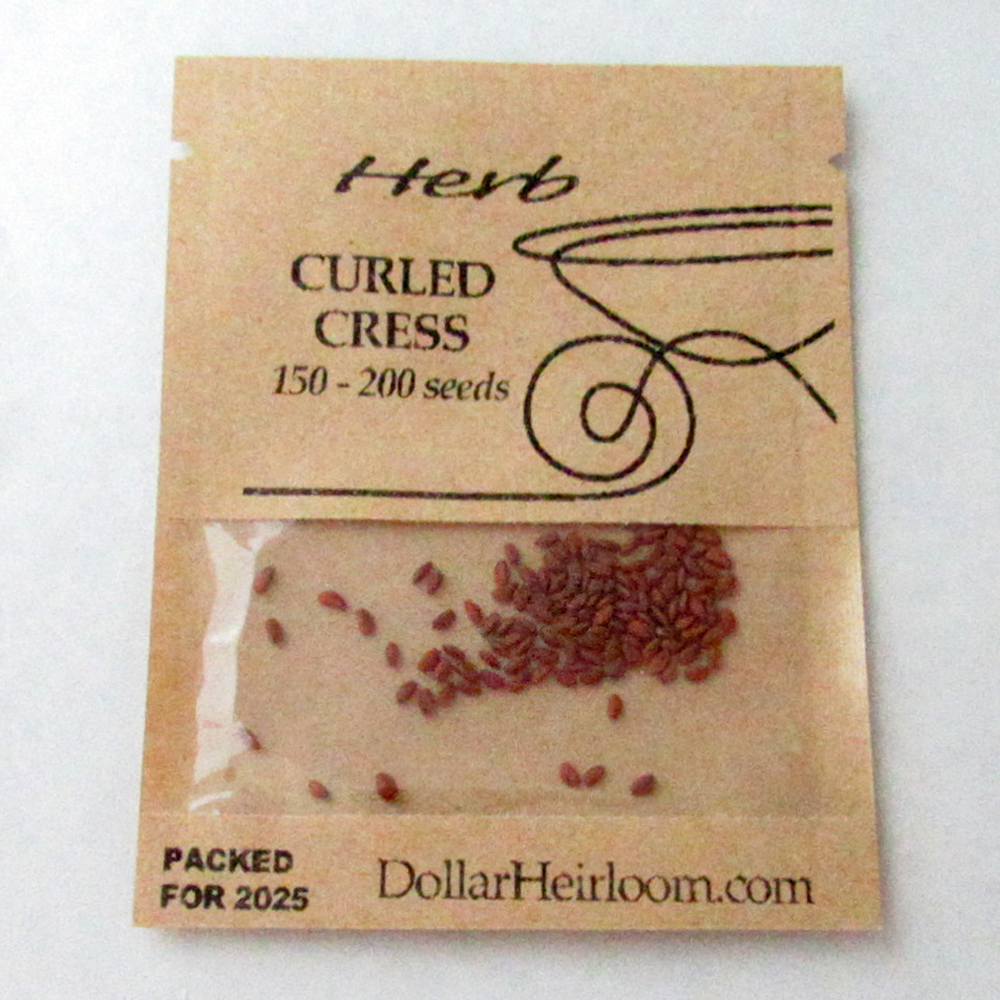 Herb
CURLED
CRESS
150 - 200 seeds
PACKED
FOR 2025
DollarHeirloom.com